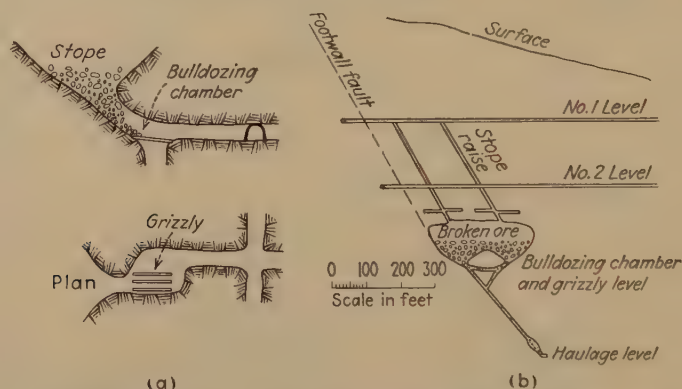 Stope
Bulldozing
chamber
Grizzly
Plan
(a)
Surface
Footwall fault
No. 1 Level
Stope
raise
No. 2 Level
Broken ore
0 100 200 300
Scale in feet
Bulldozing chamber
and grizzly level
Haulage level
(b)